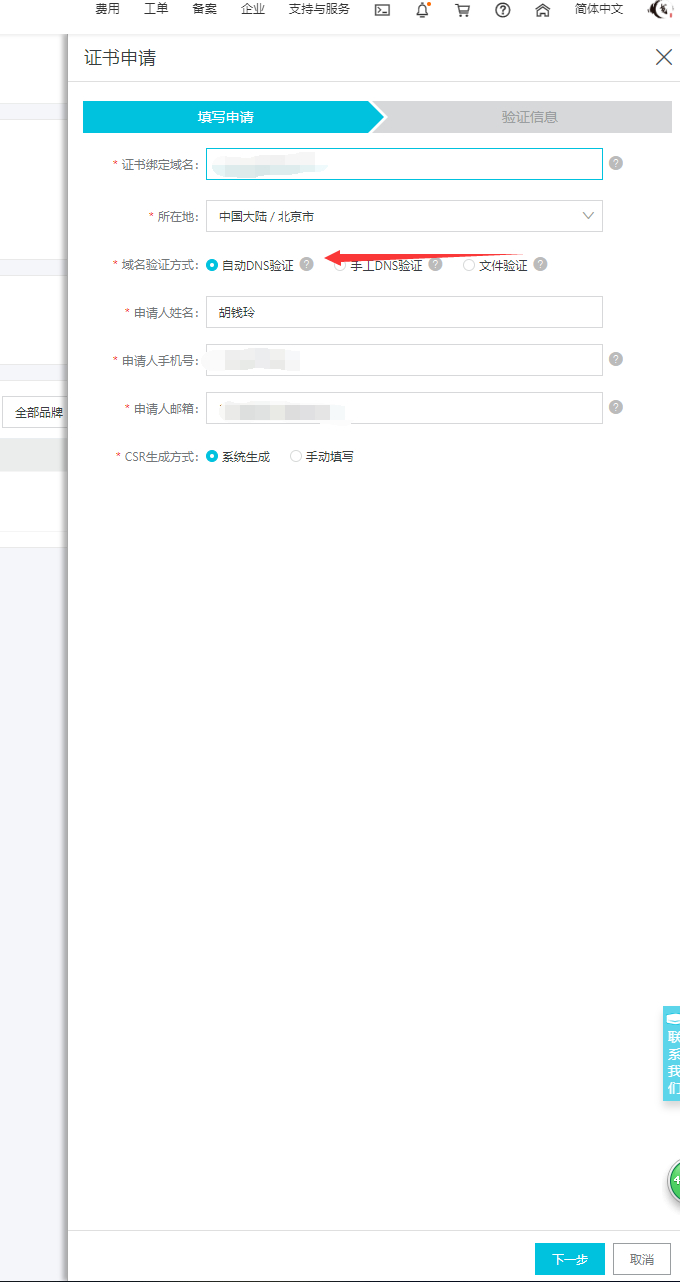 费用 工单 备案 企业 支持与服务 简体中文
证书申请
填写申请 验证信息
* 证书绑定域名：
* 所在地： 中国大陆 / 北京市
* 域名验证方式： 自动DNS验证 手工DNS验证 文件验证
* 申请人姓名： 胡钱玲
* 申请人手机号：
* 申请人邮箱：
全部品牌
* CSR生成方式： 系统生成 手动填写
联系我们
下一步 取消